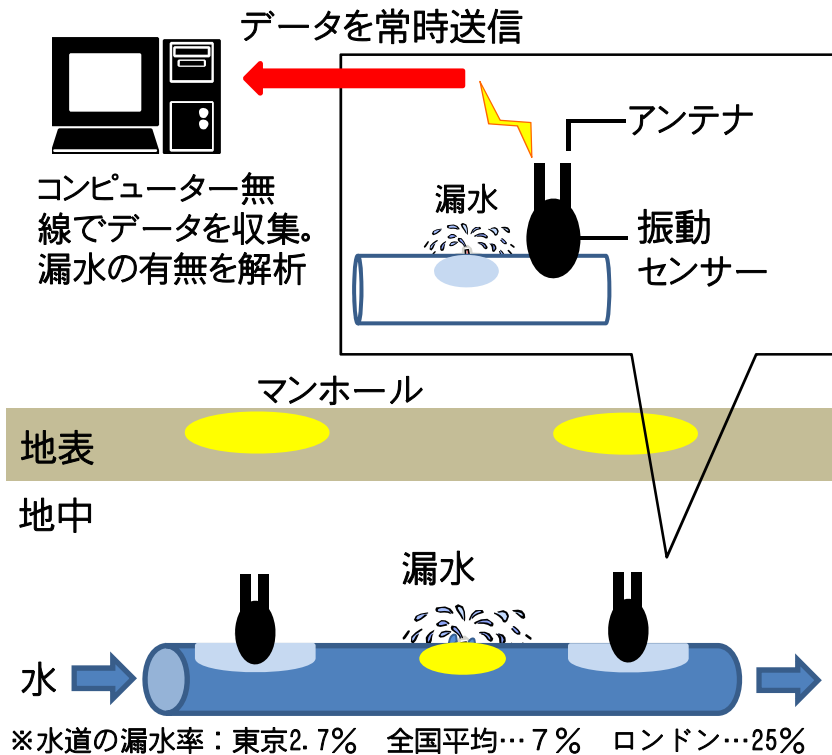 データを常時送信
アンテナ
コンピューター無
線でデータを収集。
漏水の有無を解析
漏水
振動
センサー
マンホール
地表
地中
漏水
水
※水道の漏水率：東京2.7%　全国平均…７％　ロンドン…25%